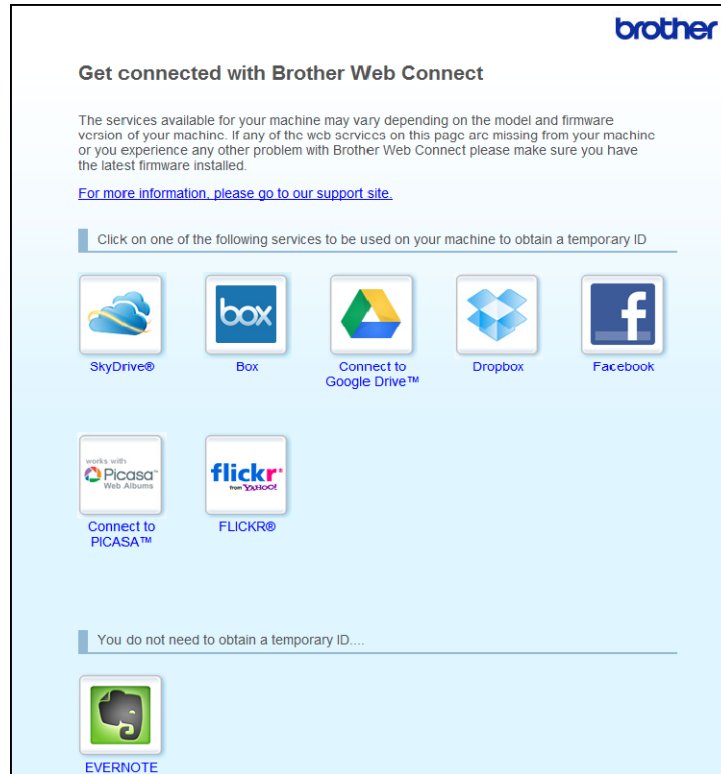 brother
Get connected with Brother Web Connect
The services available for your machine may vary depending on the model and firmware
version of your machine. If any of the web services on this page are missing from your machine
or you experience any other problem with Brother Web Connect please make sure you have
the latest firmware installed.
For more information, please go to our support site.
Click on one of the following services to be used on your machine to obtain a temporary ID
box
f
SkyDrive®
Box
Connect to
Google Drive™
Dropbox
Facebook
works with
Picasa™
Web Albums
flickr®
from YAHOO!
Connect to
PICASA™
FLICKR®
You do not need to obtain a temporary ID....
EVERNOTE